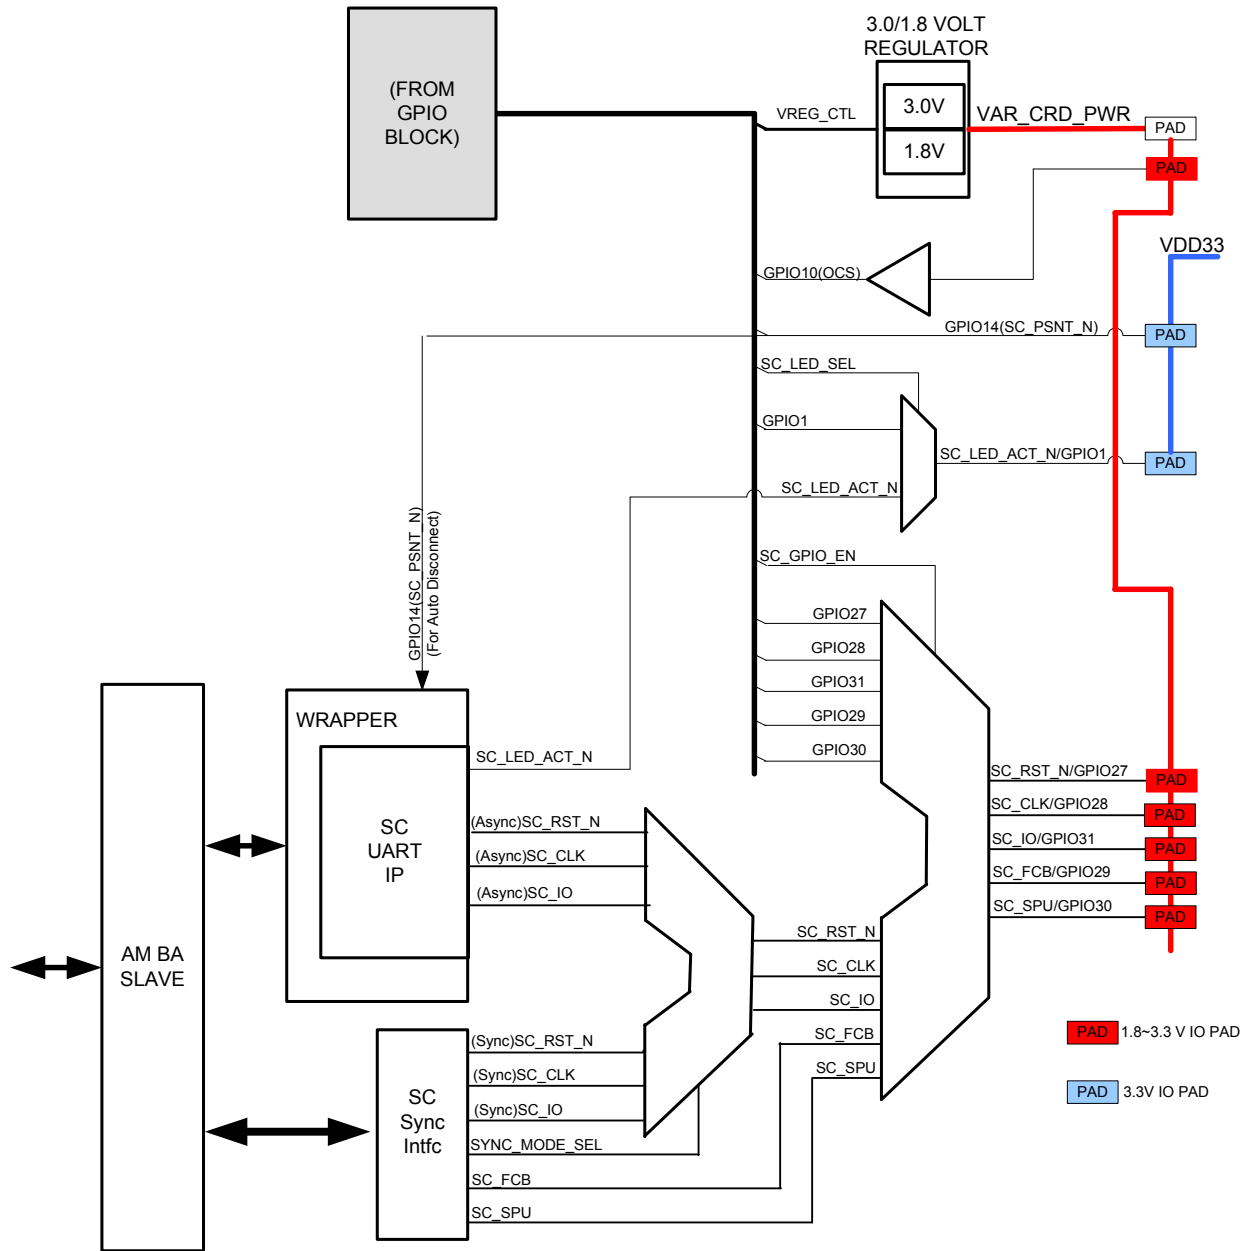 3.0/1.8 VOLT
REGULATOR
(FROM
GPIO
BLOCK)
3.0V
1.8V
VREG_CTL
VAR_CRD_PWR
PAD
PAD
VDD33
GPIO10(OCS)
GPIO14(SC_PSNT_N)
PAD
SC_LED_SEL
GPIO1
SC_LED_ACT_N/GPIO1
PAD
SC_LED_ACT_N
GPIO14(SC_PSNT_N)
(For Auto Disconnect)
SC_GPIO_EN
GPIO27
GPIO28
GPIO31
GPIO29
GPIO30
WRAPPER
SC_LED_ACT_N
SC
UART
IP
(Async)SC_RST_N
(Async)SC_CLK
(Async)SC_IO
SC_RST_N/GPIO27
PAD
SC_CLK/GPIO28
PAD
SC_IO/GPIO31
PAD
SC_FCB/GPIO29
PAD
SC_SPU/GPIO30
PAD
AM BA
SLAVE
SC_RST_N
SC_CLK
SC_IO
SC_FCB
SC_SPU
SC
Sync
Intfc
(Sync)SC_RST_N
(Sync)SC_CLK
(Sync)SC_IO
SYNC_MODE_SEL
SC_FCB
SC_SPU
PAD 1.8~3.3 V IO PAD
PAD 3.3V IO PAD